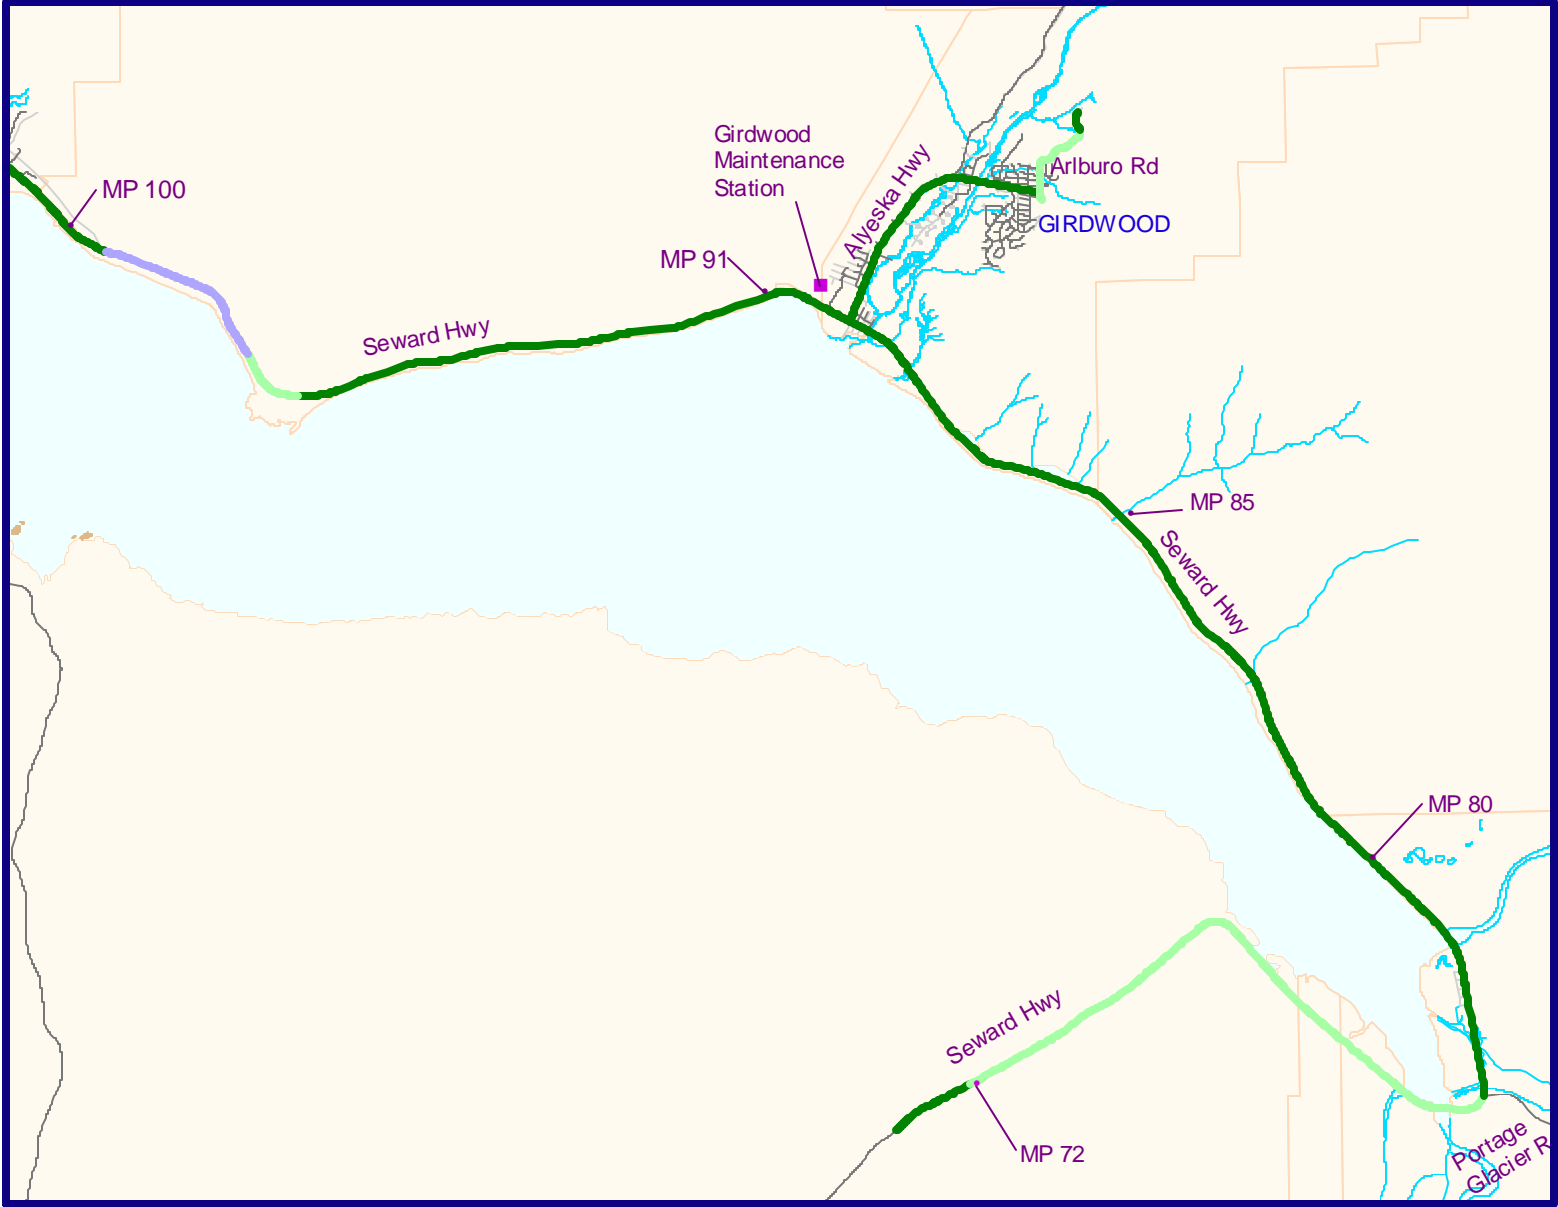 Girdwood
Maintenance
Station
Alyeska Hwy
Arlburo Rd
MP 100
GIRDWOOD
MP 91
Seward Hwy
MP 85
Seward Hwy
MP 80
Seward Hwy
MP 72
Portage
Glacier R